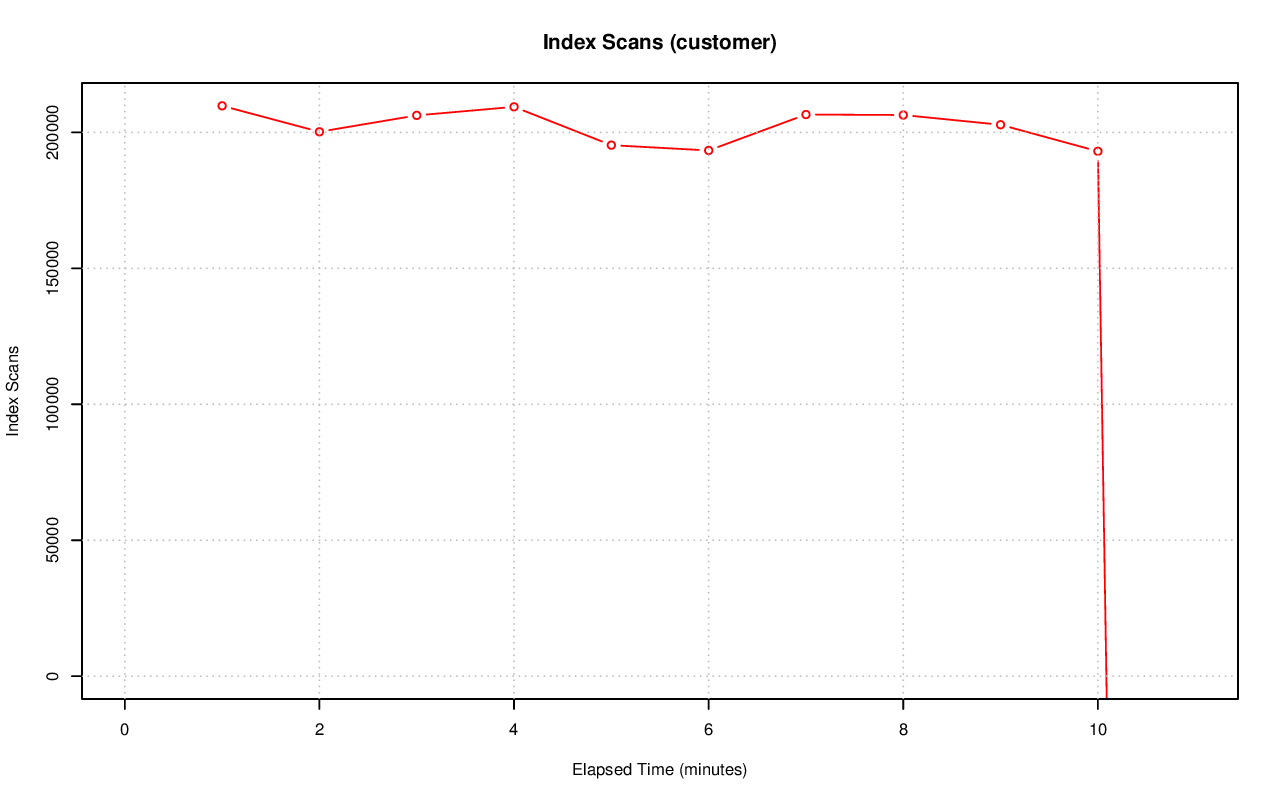 Index Scans (customer)
Index Scans
200000
150000
100000
50000
0
0 2 4 6 8 10
Elapsed Time (minutes)